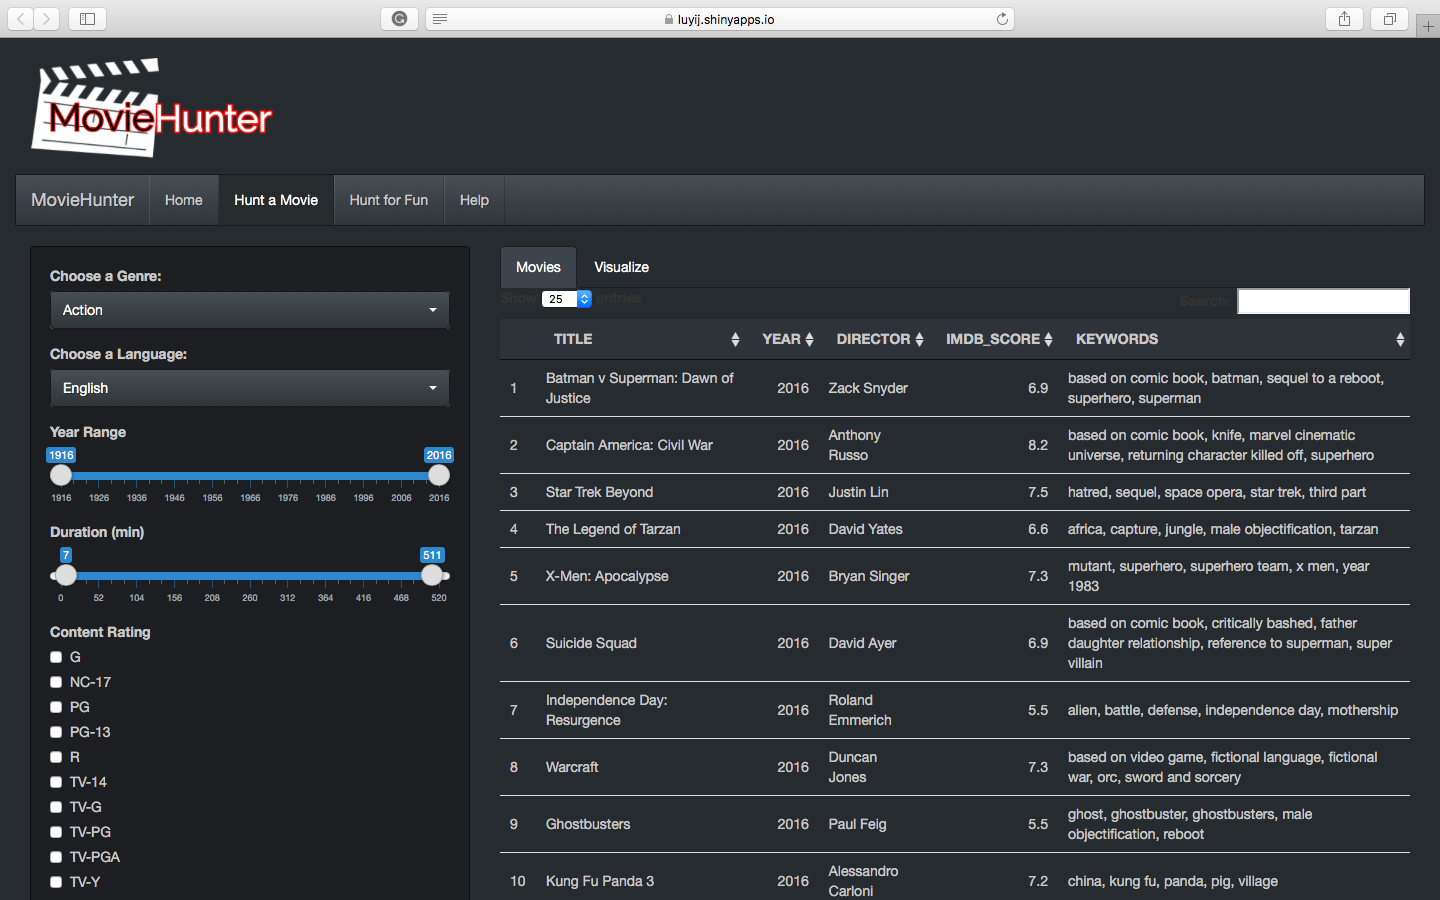 luyij.shinyapps.io
MovieHunter
MovieHunter Home Hunt a Movie Hunt for Fun Help
Choose a Genre:
Action
Choose a Language:
English
Year Range
1916 2016
1916 1926 1936 1946 1956 1966 1976 1986 1996 2006 2016
Duration (min)
7 511
0 52 104 156 208 260 312 364 416 468 520
Content Rating
G
NC-17
PG
PG-13
R
TV-14
TV-G
TV-PG
TV-PGA
TV-Y
Movies Visualize
Show 25 entries Search:
TITLE YEAR DIRECTOR IMDB_SCORE KEYWORDS
1 Batman v Superman: Dawn of Justice 2016 Zack Snyder 6.9 based on comic book, batman, sequel to a reboot,
superhero, superman
2 Captain America: Civil War 2016 Anthony Russo 8.2 based on comic book, knife, marvel cinematic
universe, returning character killed off, superhero
3 Star Trek Beyond 2016 Justin Lin 7.5 hatred, sequel, space opera, star trek, third part
4 The Legend of Tarzan 2016 David Yates 6.6 africa, capture, jungle, male objectification, tarzan
5 X-Men: Apocalypse 2016 Bryan Singer 7.3 mutant, superhero, superhero team, x men, year
1983
6 Suicide Squad 2016 David Ayer 6.9 based on comic book, critically bashed, father
daughter relationship, reference to superman, super
villain
7 Independence Day: Resurgence 2016 Roland Emmerich 5.5 alien, battle, defense, independence day, mothership
8 Warcraft 2016 Duncan Jones 7.3 based on video game, fictional language, fictional
war, orc, sword and sorcery
9 Ghostbusters 2016 Paul Feig 5.5 ghost, ghostbuster, ghostbusters, male
objectification, reboot
10 Kung Fu Panda 3 2016 Alessandro Carloni 7.2 china, kung fu, panda, pig, village